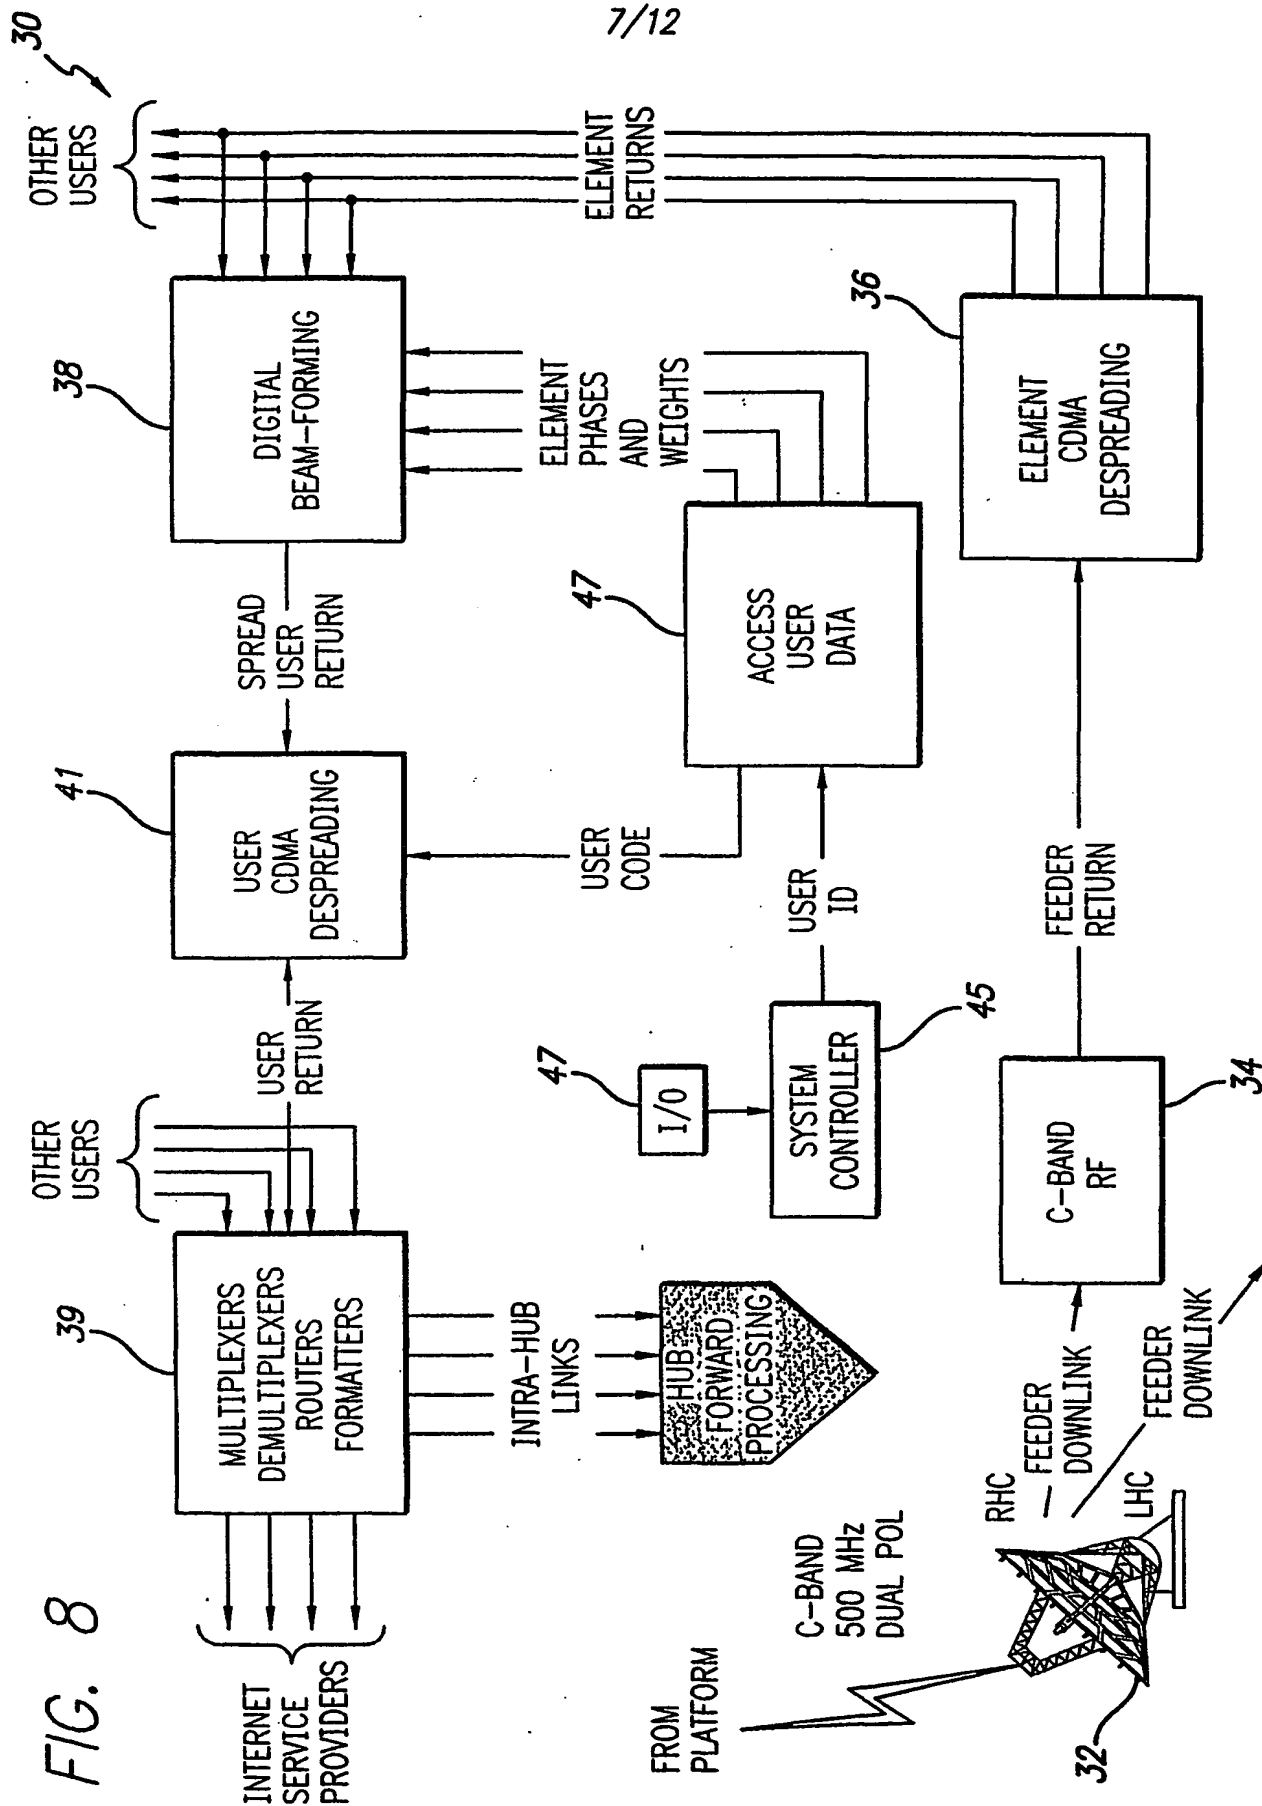 7/12
FIG. 8
30
INTERNET
SERVICE
PROVIDERS
39
MULTIPLEXERS
DEMULTIPLEXERS
ROUTERS
FORMATTERS
OTHER
USERS
USER
RETURN
41
USER
CDMA
DESPREADING
SPREAD
USER
RETURN
38
DIGITAL
BEAM-FORMING
OTHER
USERS
INTRA-HUB
LINKS
HUB
FORWARD
PROCESSING
USER
CODE
ELEMENT
PHASES
AND
WEIGHTS
ELEMENT
RETURNS
47
I/O
SYSTEM
CONTROLLER
45
USER
ID
47
ACCESS
USER
DATA
FROM
PLATFORM
C-BAND
500 MHz
DUAL POL
32
RHC
LHC
FEEDER
DOWNLINK
FEEDER
DOWNLINK
C-BAND
RF
34
FEEDER
RETURN
36
ELEMENT
CDMA
DESPREADING